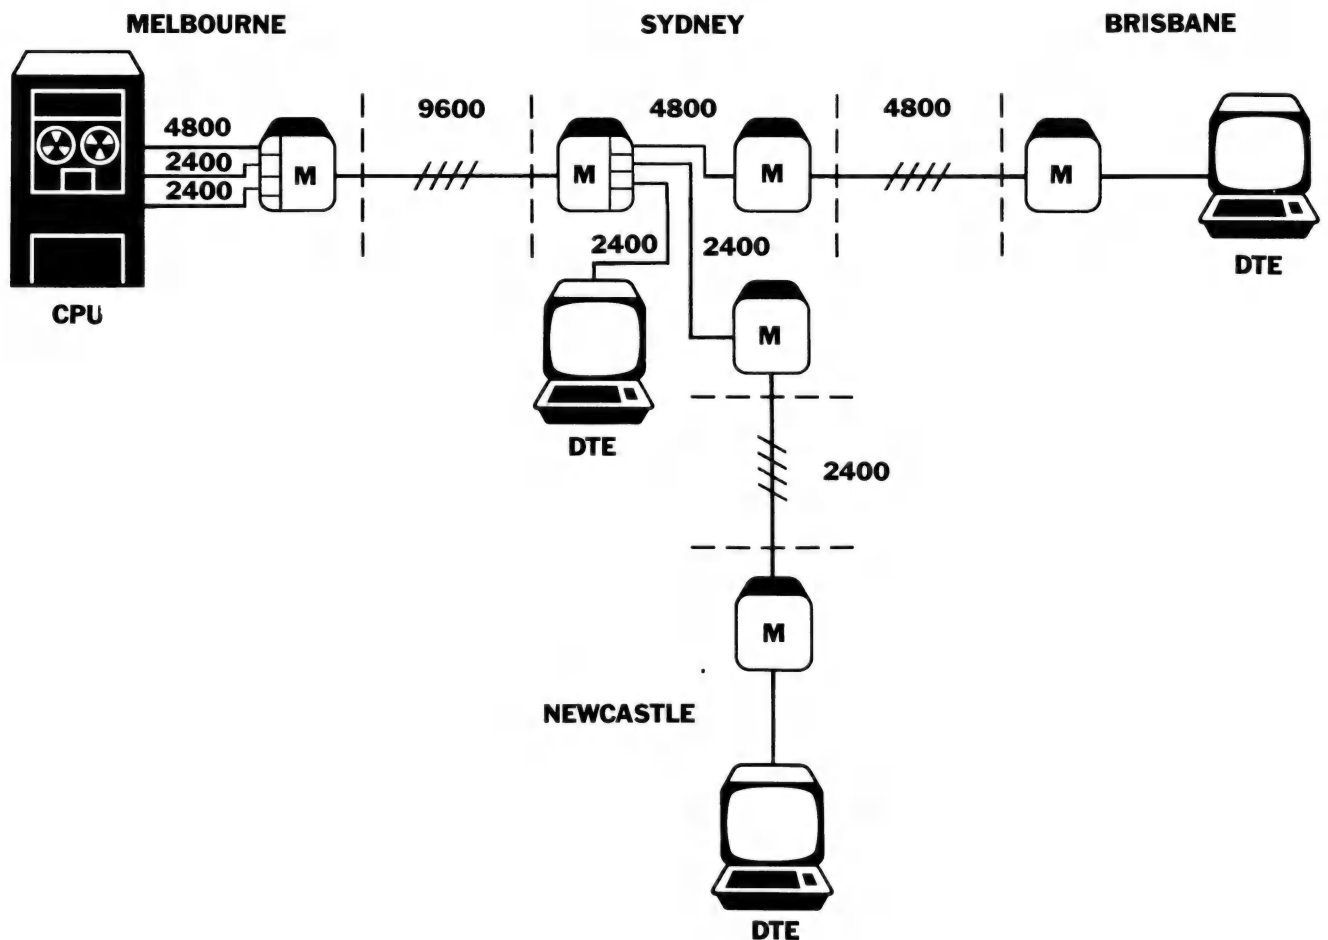 MELBOURNE
SYDNEY
BRISBANE
9600
4800
4800
4800
2400
2400
M
M
M
M
2400
2400
DTE
CPU
M
DTE
2400
M
NEWCASTLE
DTE